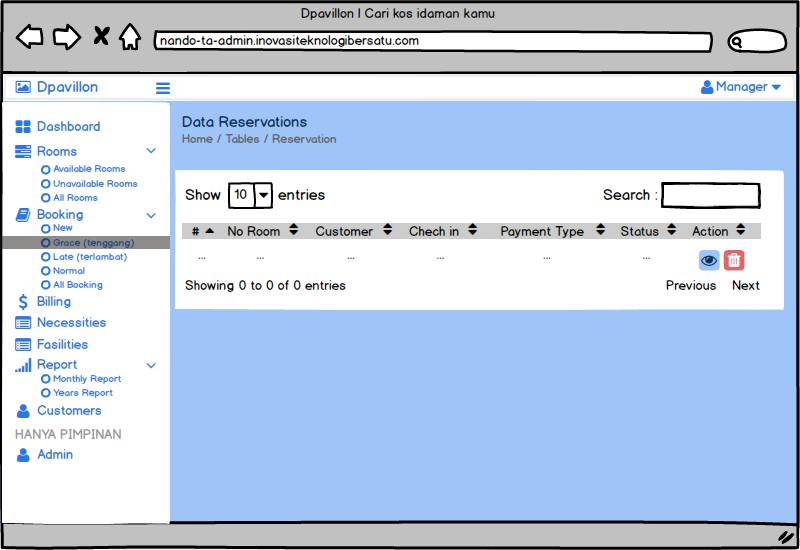 Dpavillon | Cari kos idaman kamu
nando-ta-admin.inovasiteknologibersatu.com
Dpavillon
Manager
Dashboard
Rooms
Available Rooms
Unavailable Rooms
All Rooms
Booking
New
Grace (tenggang)
Late (terlambat)
Normal
All Booking
Billing
Necessities
Fasilities
Report
Monthly Report
Years Report
Customers
HANYA PIMPINAN
Admin
Data Reservations
Home / Tables / Reservation
Show 10 entries Search :
# No Room Customer Chech in Payment Type Status Action
... ... ... ... ... ...
Showing 0 to 0 of 0 entries Previous Next